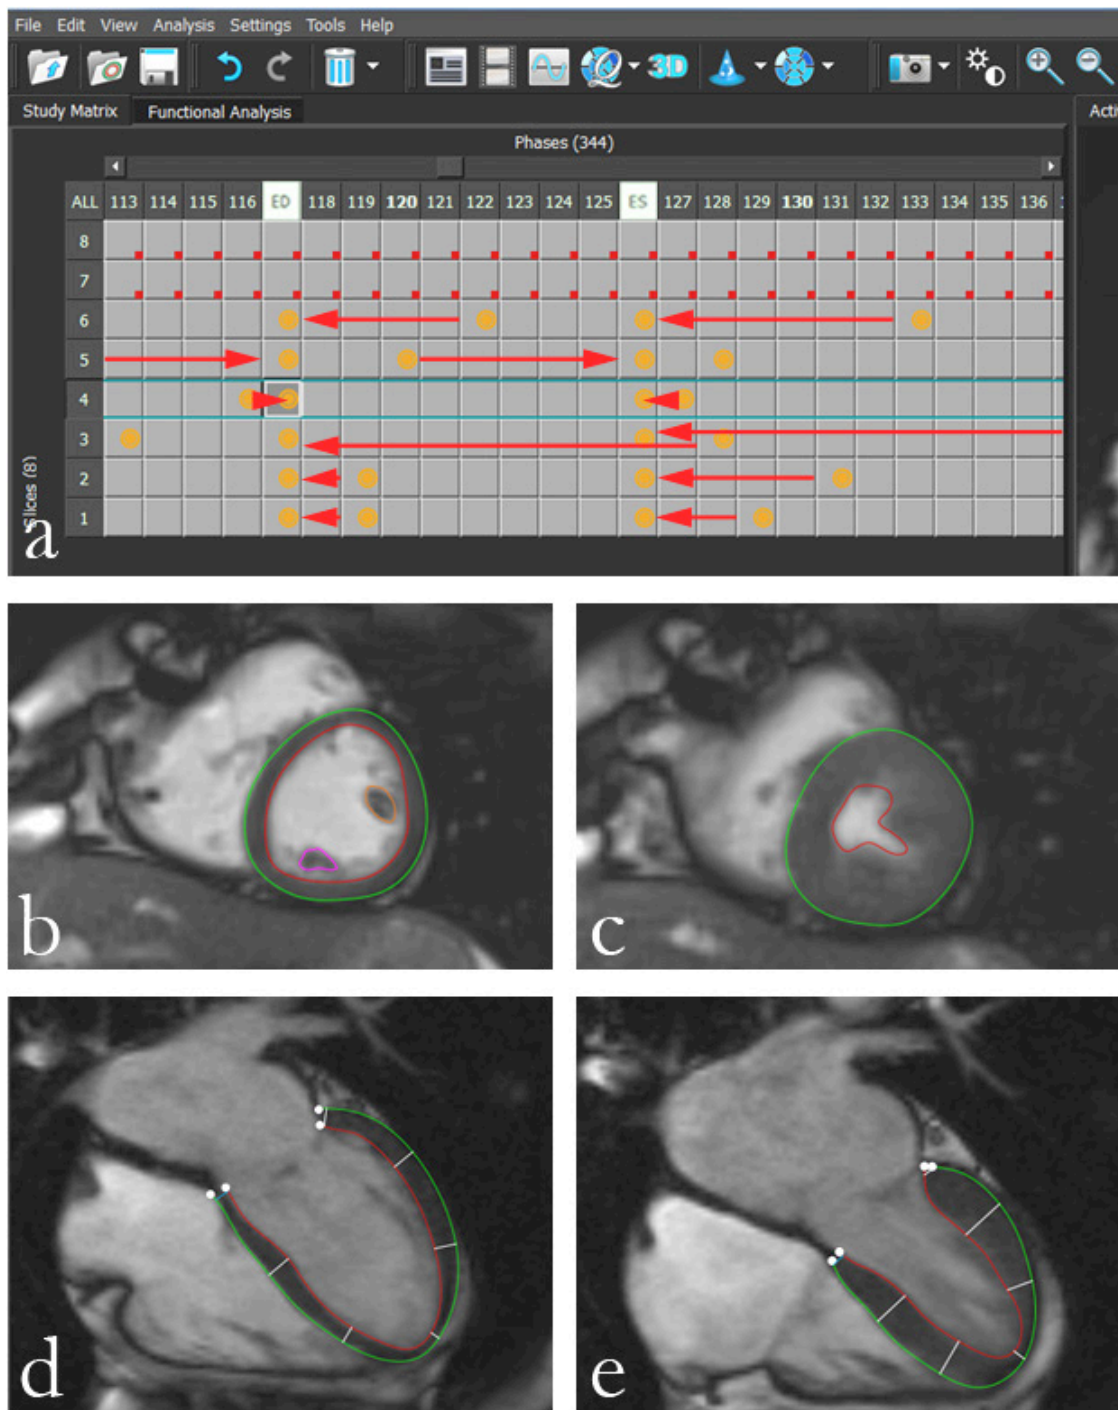 File Edit View Analysis Settings Tools Help
3D
Study Matrix Functional Analysis
Acti
Phases (344)
ALL 113 114 115 116 ED 118 119 120 121 122 123 124 125 ES 127 128 129 130 131 132 133 134 135 136
8
7
6
5
4
3
2
1
Slices (8)
a
b
c
d
e